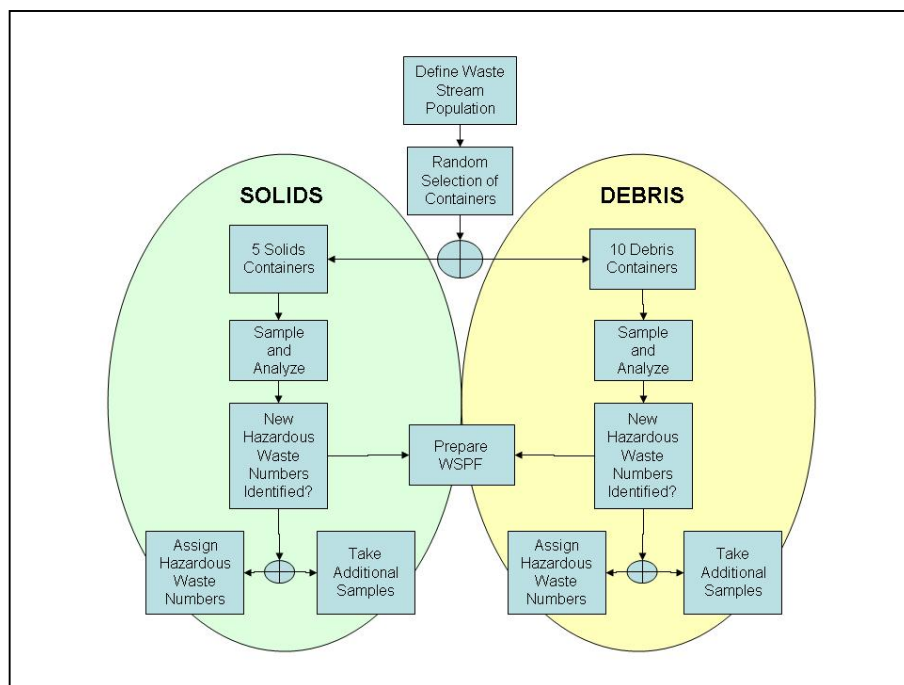 Define Waste
Stream
Population
Random
Selection of
Containers
SOLIDS
5 Solids
Containers
Sample
and
Analyze
New
Hazardous
Waste
Numbers
Identified?
Assign
Hazardous
Waste
Numbers
Take
Additional
Samples
Prepare
WSPF
DEBRIS
10 Debris
Containers
Sample
and
Analyze
New
Hazardous
Waste
Numbers
Identified?
Assign
Hazardous
Waste
Numbers
Take
Additional
Samples